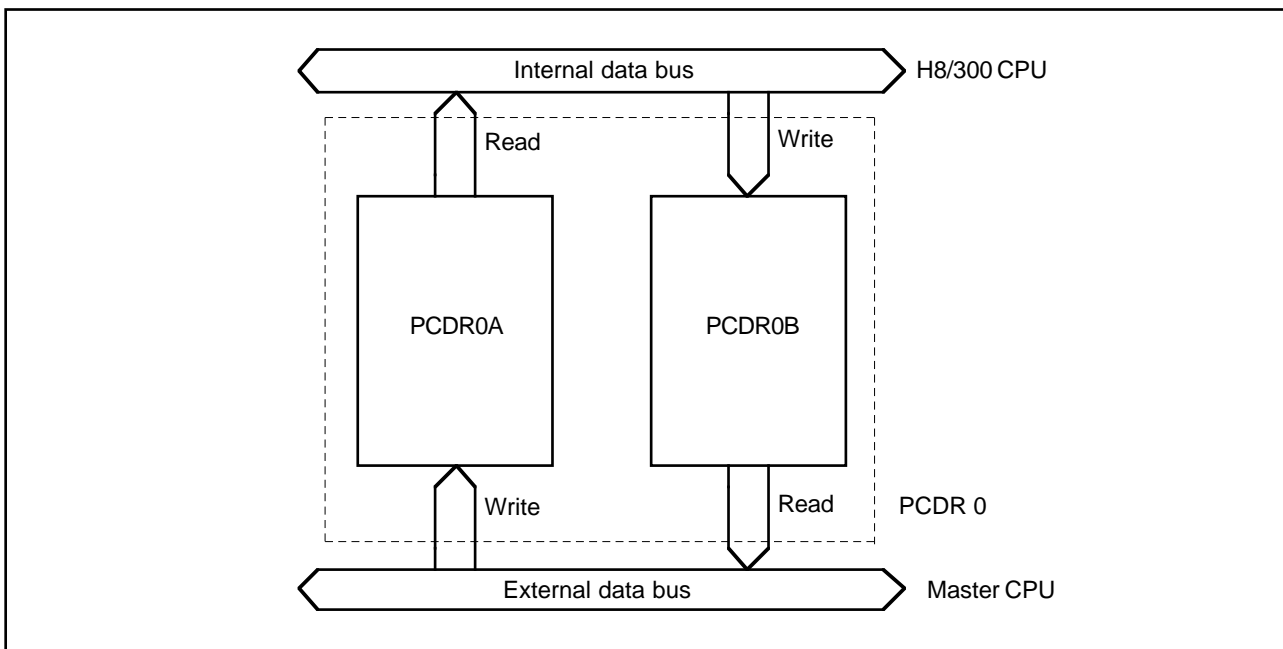 Internal data bus
H8/300 CPU
Read
Write
PCDR0A
PCDR0B
Write
Read
PCDR 0
External data bus
Master CPU